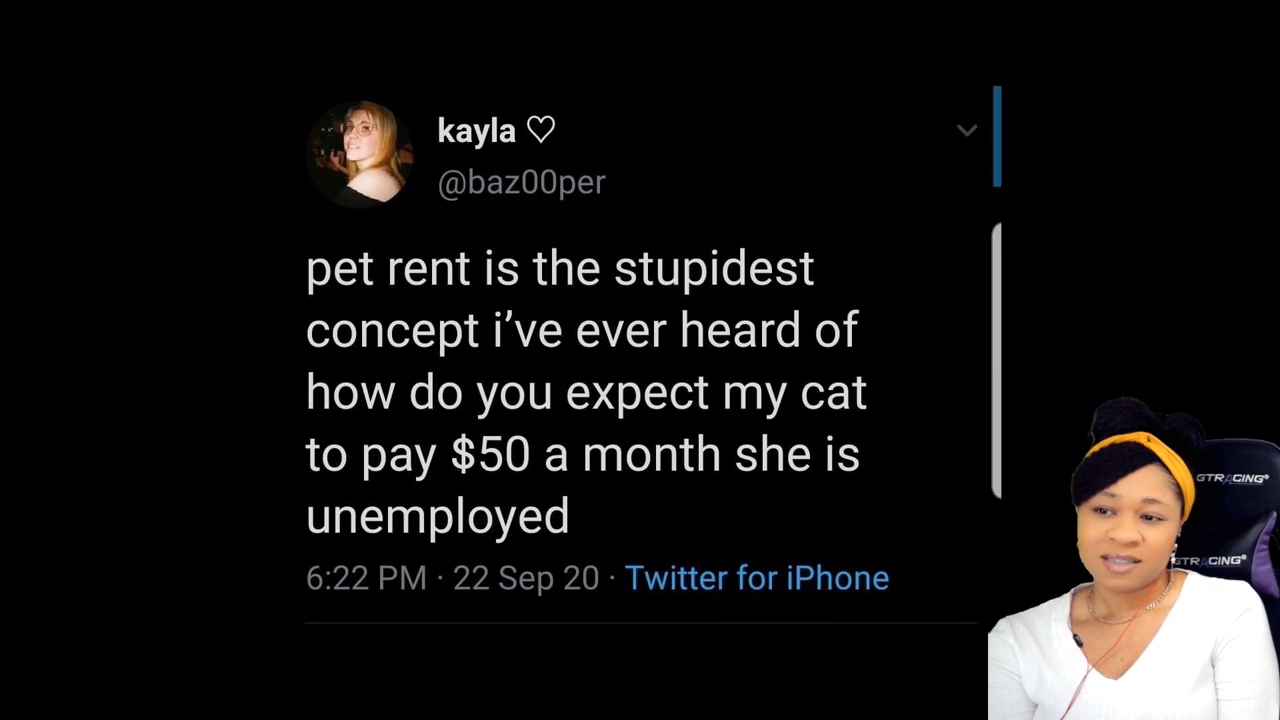 kayla ♡
@baz00per
pet rent is the stupidest
concept i’ve ever heard of
how do you expect my cat
to pay $50 a month she is
unemployed
6:22 PM · 22 Sep 20 · Twitter for iPhone
GTRACING®
GTRACING®